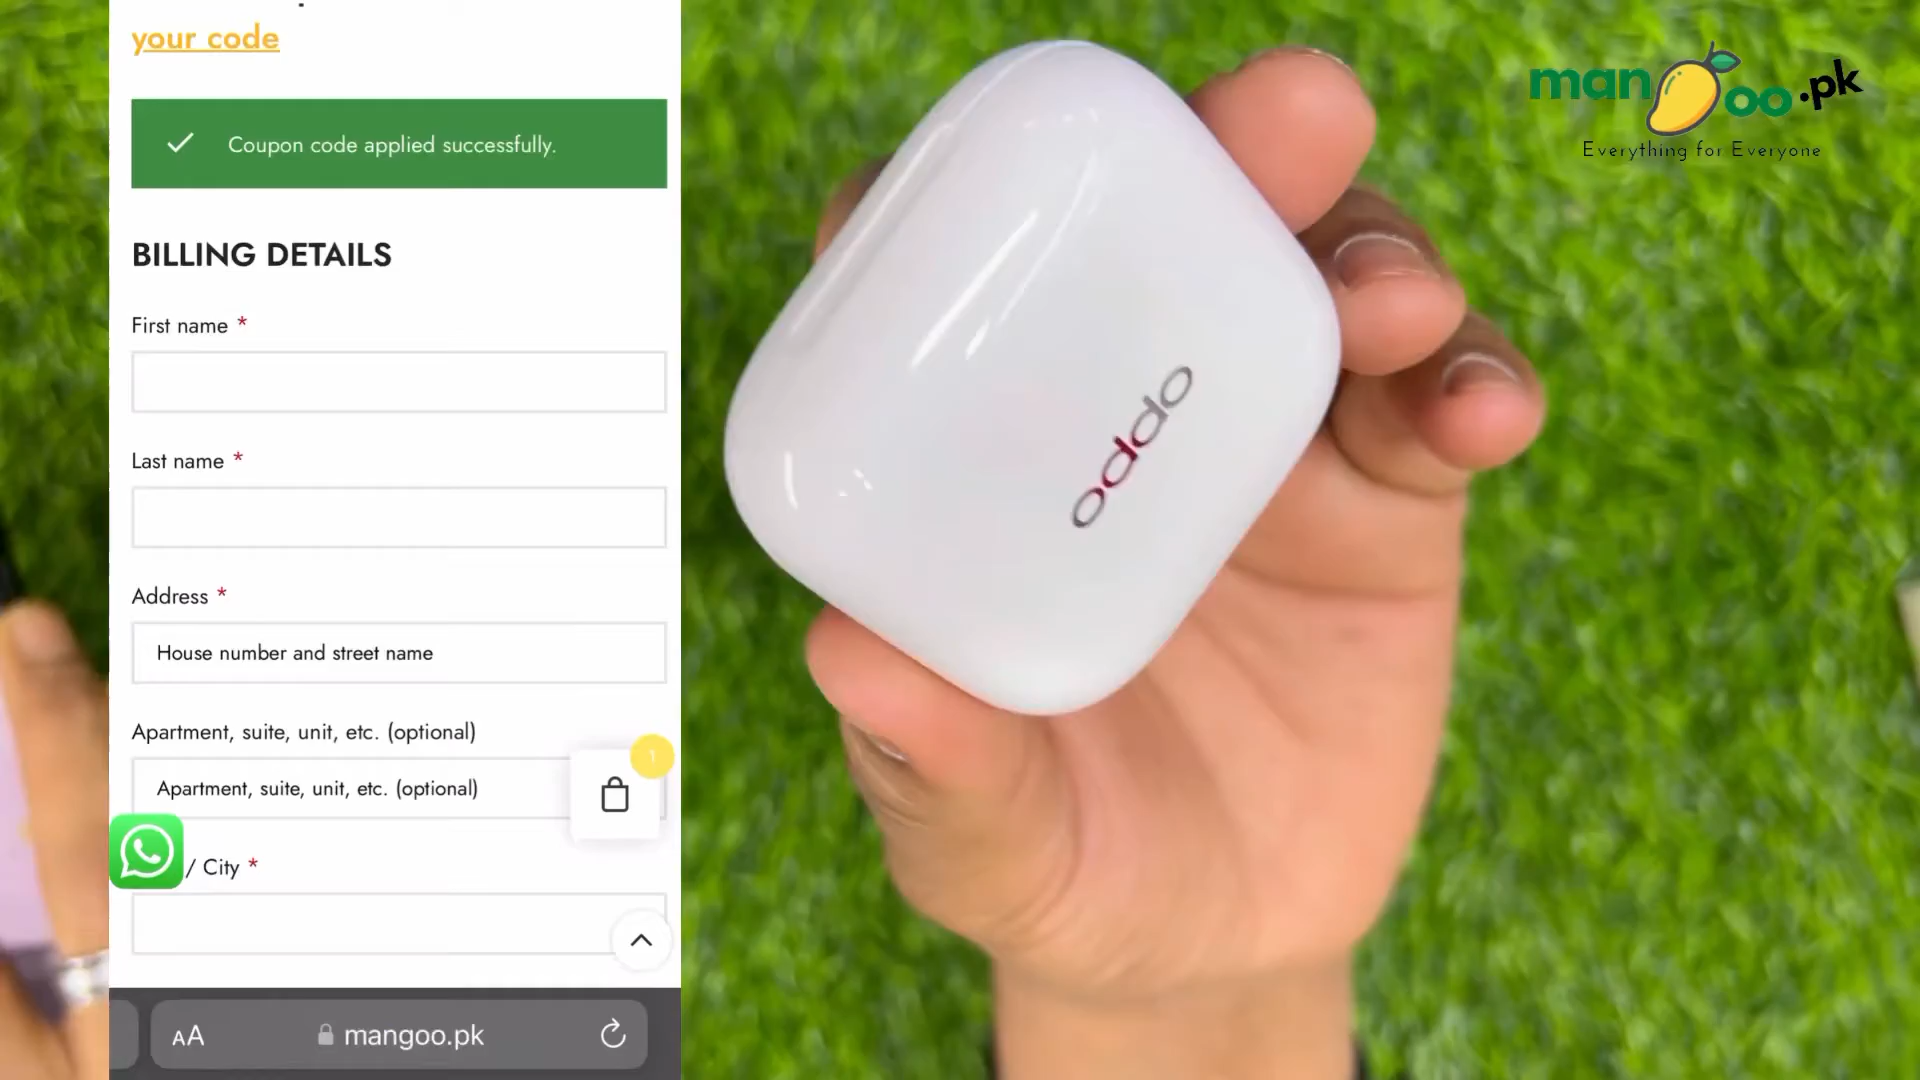 your code
Coupon code applied successfully.
BILLING DETAILS
First name *
Last name *
Address *
House number and street name
Apartment, suite, unit, etc. (optional)
Apartment, suite, unit, etc. (optional)
1
/ City *
AA
mangoo.pk
oddo
mangoo.pk
Everything for Everyone